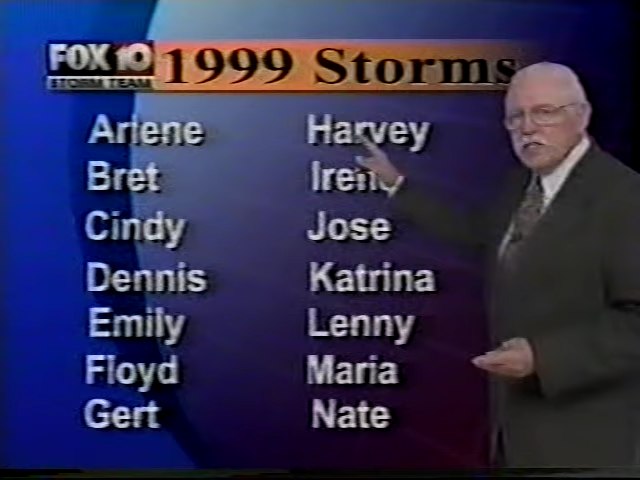 FOX 10
STORM TEAM
1999 Storms
Arlene
Bret
Cindy
Dennis
Emily
Floyd
Gert
Harvey
Irene
Jose
Katrina
Lenny
Maria
Nate